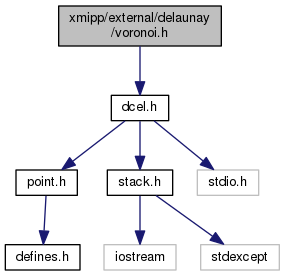 xmipp/external/delaunay
/voronoi.h
dcel.h
point.h
stack.h
stdio.h
defines.h
iostream
stdexcept